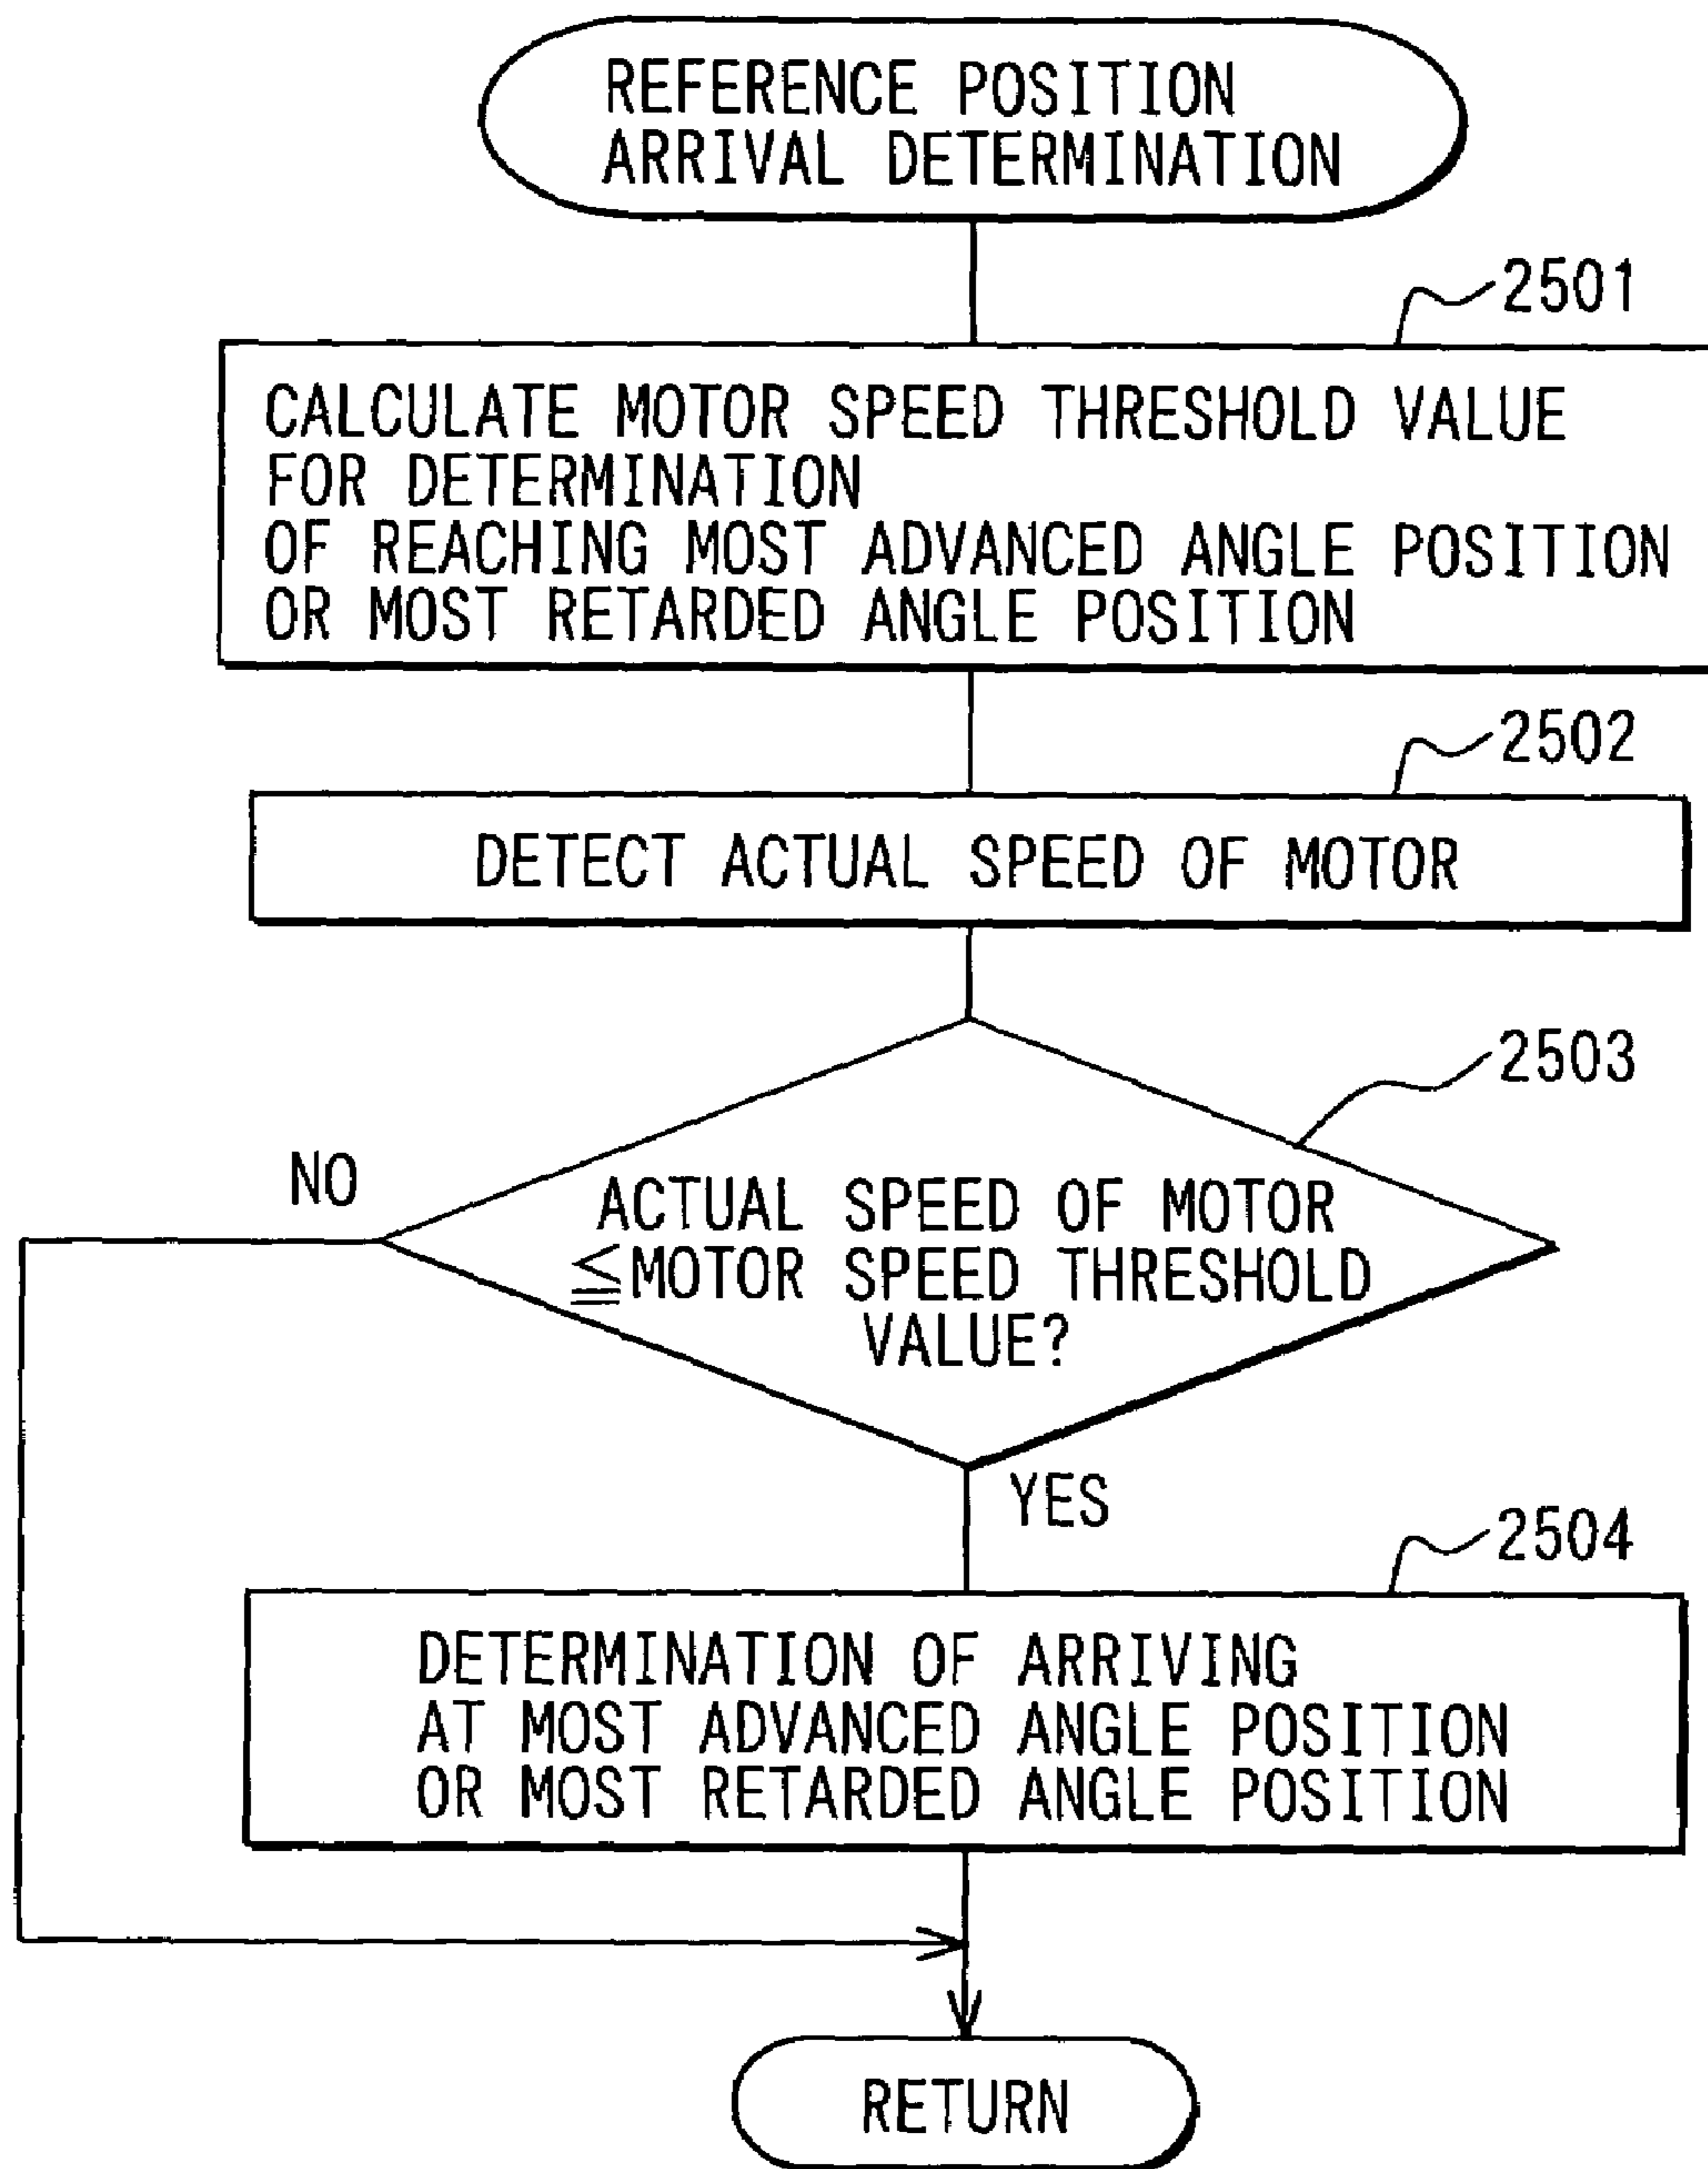 REFERENCE POSITION
ARRIVAL DETERMINATION
2501
CALCULATE MOTOR SPEED THRESHOLD VALUE
FOR DETERMINATION
OF REACHING MOST ADVANCED ANGLE POSITION
OR MOST RETARDED ANGLE POSITION
2502
DETECT ACTUAL SPEED OF MOTOR
2503
NO
ACTUAL SPEED OF MOTOR
≦MOTOR SPEED THRESHOLD
VALUE?
YES
2504
DETERMINATION OF ARRIVING
AT MOST ADVANCED ANGLE POSITION
OR MOST RETARDED ANGLE POSITION
RETURN